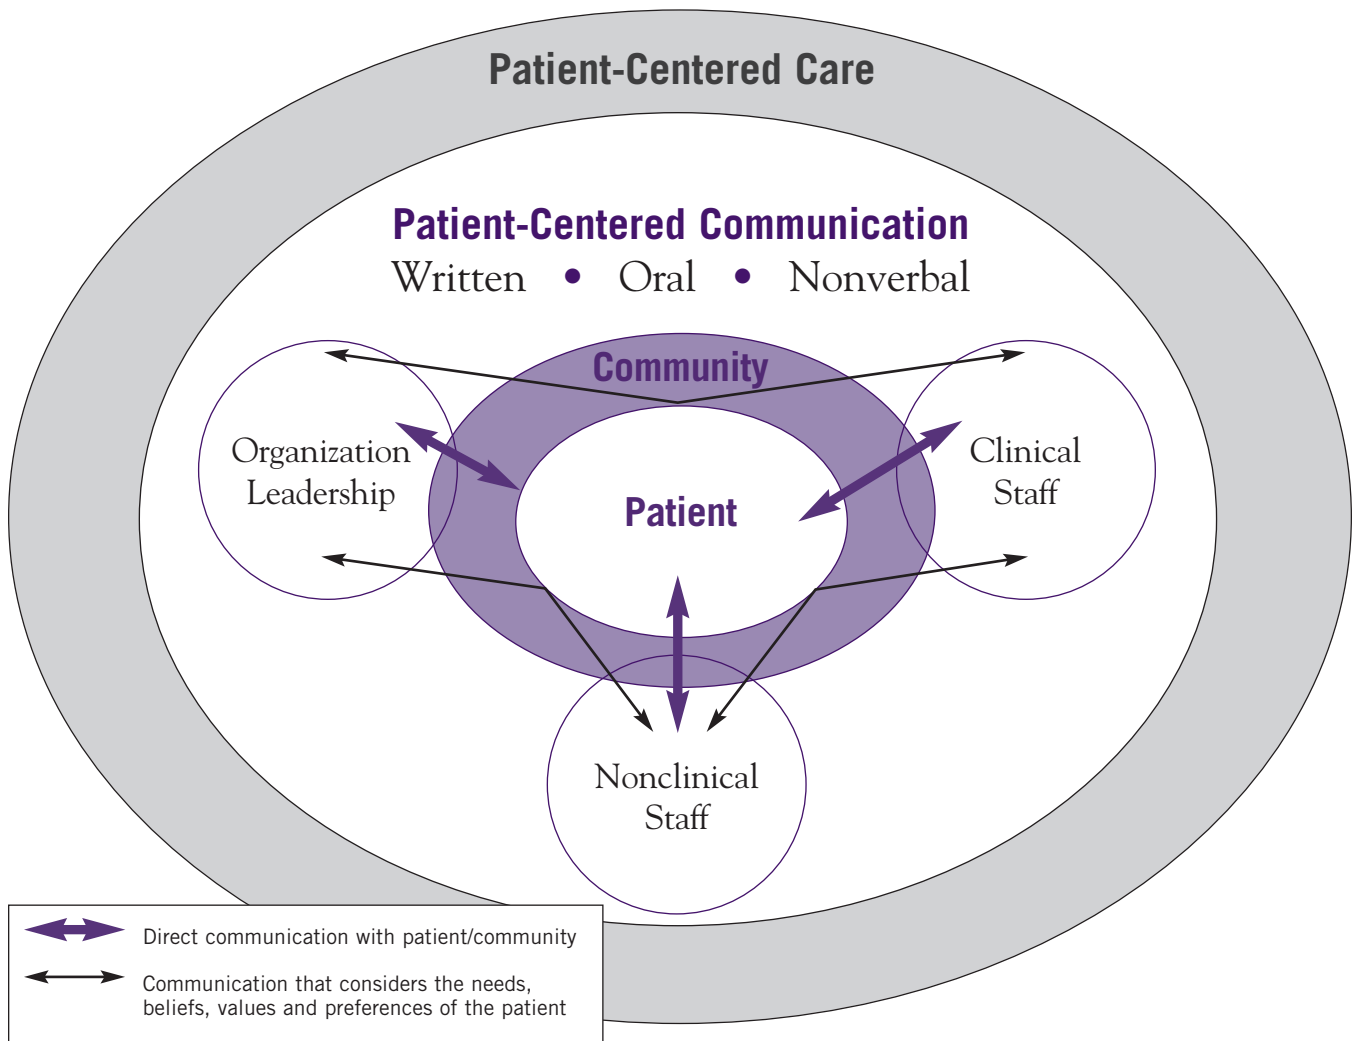 Patient-Centered Care
Patient-Centered Communication
Written • Oral • Nonverbal
Community
Organization
Leadership
Patient
Clinical
Staff
Nonclinical
Staff
Direct communication with patient/community
Communication that considers the needs,
beliefs, values and preferences of the patient